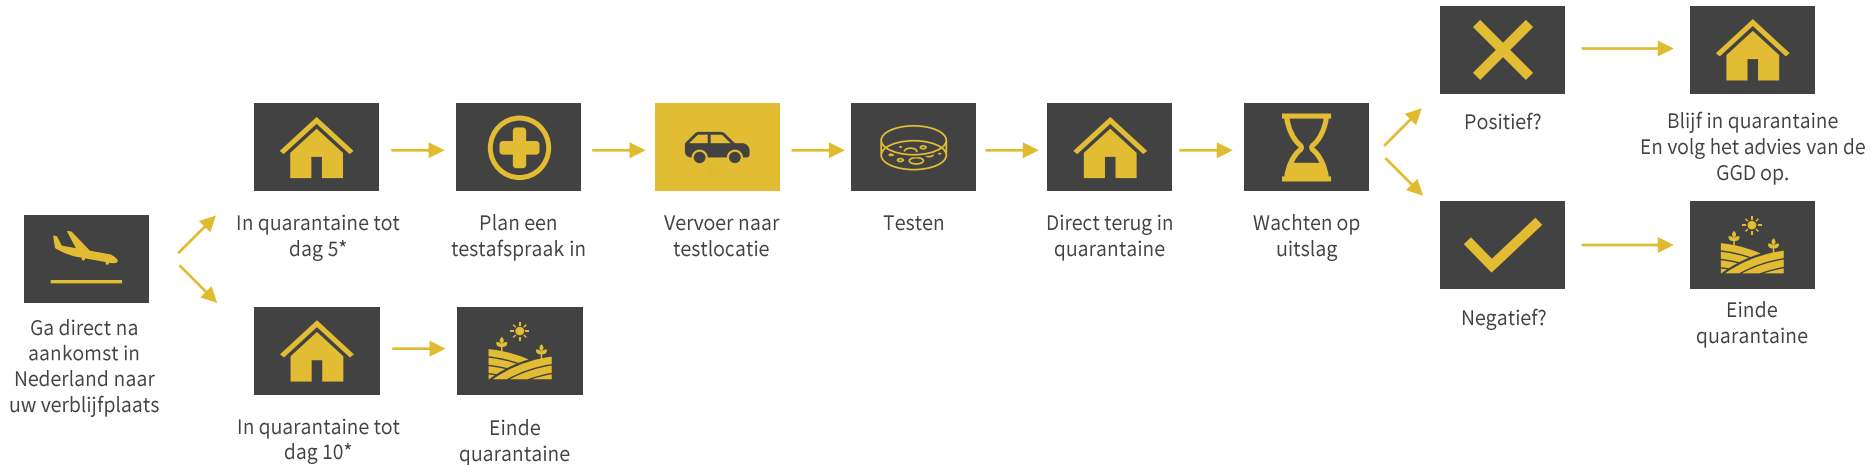 Ga direct na
aankomst in
Nederland naar
uw verblijfplaats
In quarantaine tot
dag 5*
Plan een
testafspraak in
Vervoer naar
testlocatie
Testen
Direct terug in
quarantaine
Wachten op
uitslag
Positief?
Blijf in quarantaine
En volg het advies van de
GGD op.
Negatief?
Einde
quarantaine
In quarantaine tot
dag 10*
Einde
quarantaine